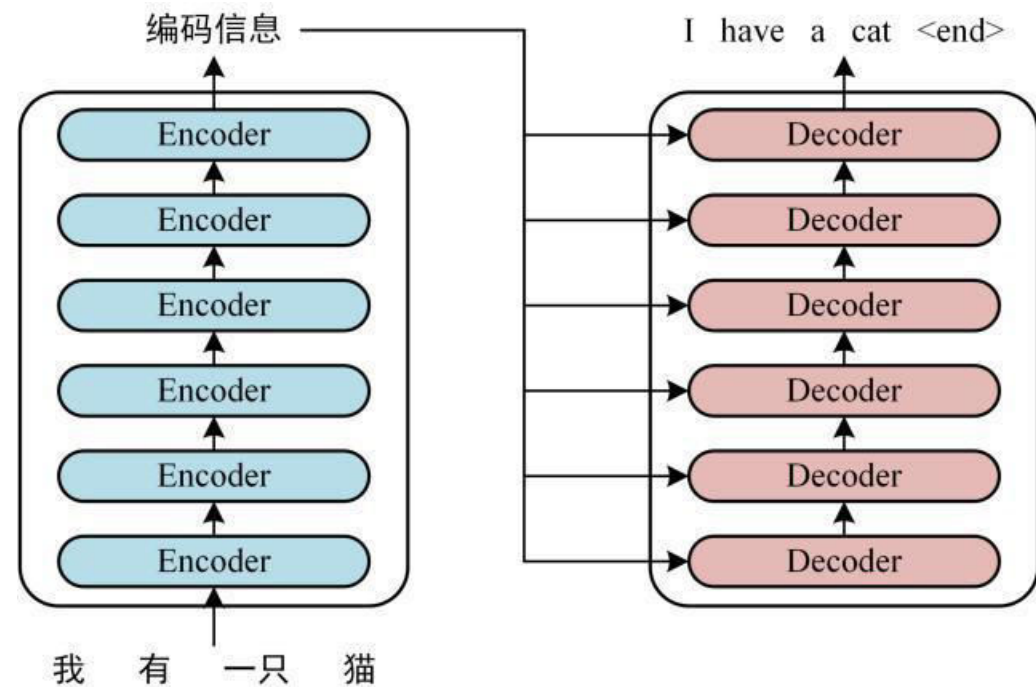 编码信息
I have a cat <end>
Encoder
Encoder
Encoder
Encoder
Encoder
Encoder
我 有 一只 猫
Decoder
Decoder
Decoder
Decoder
Decoder
Decoder